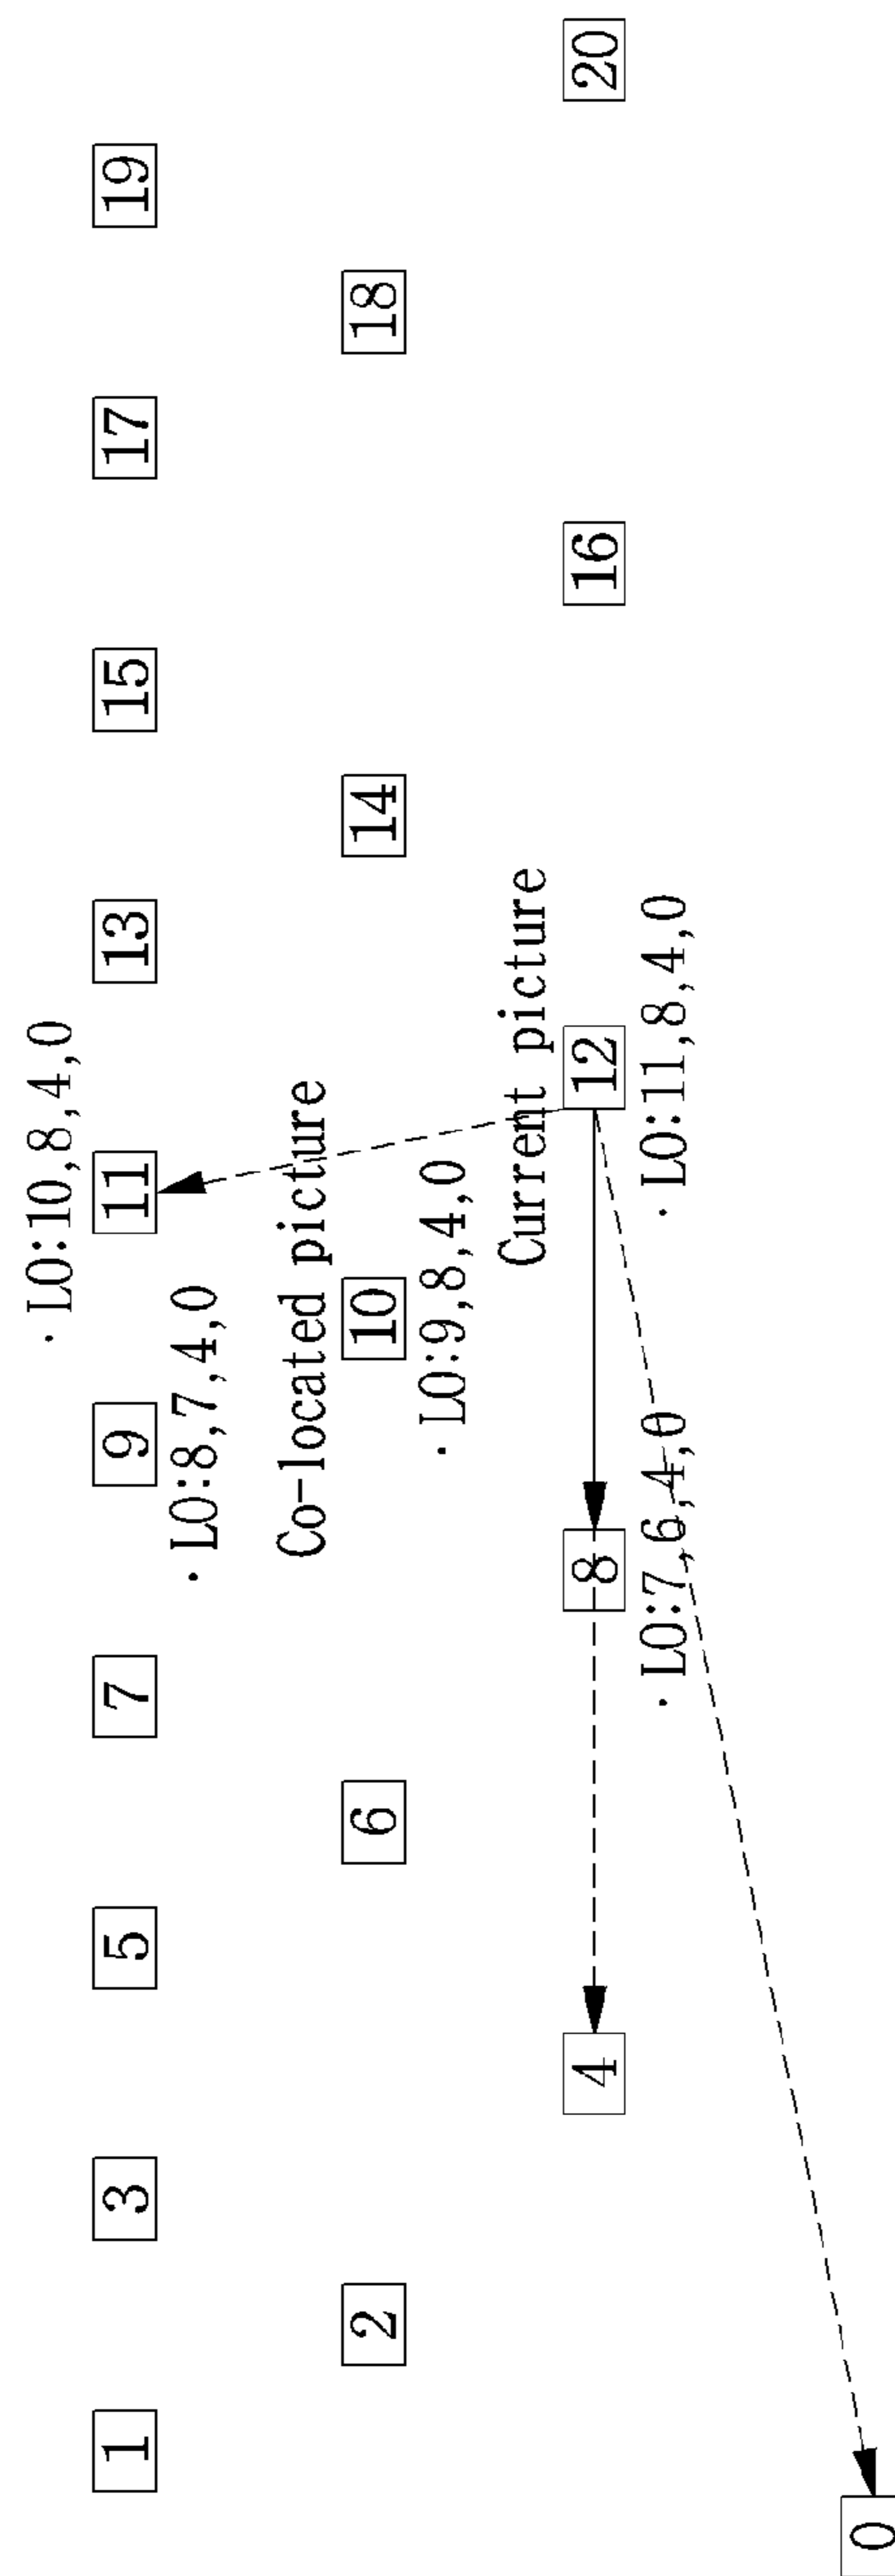 · L0:10,8,4,0
1 3 5 7 9 11 13 15 17 19
· L0:8,7,4,0
Co-located picture
2 6 10 14 18
· L0:9,8,4,0
Current picture
4 8 12 16 20
· L0:7,6,4,0 · L0:11,8,4,0
0